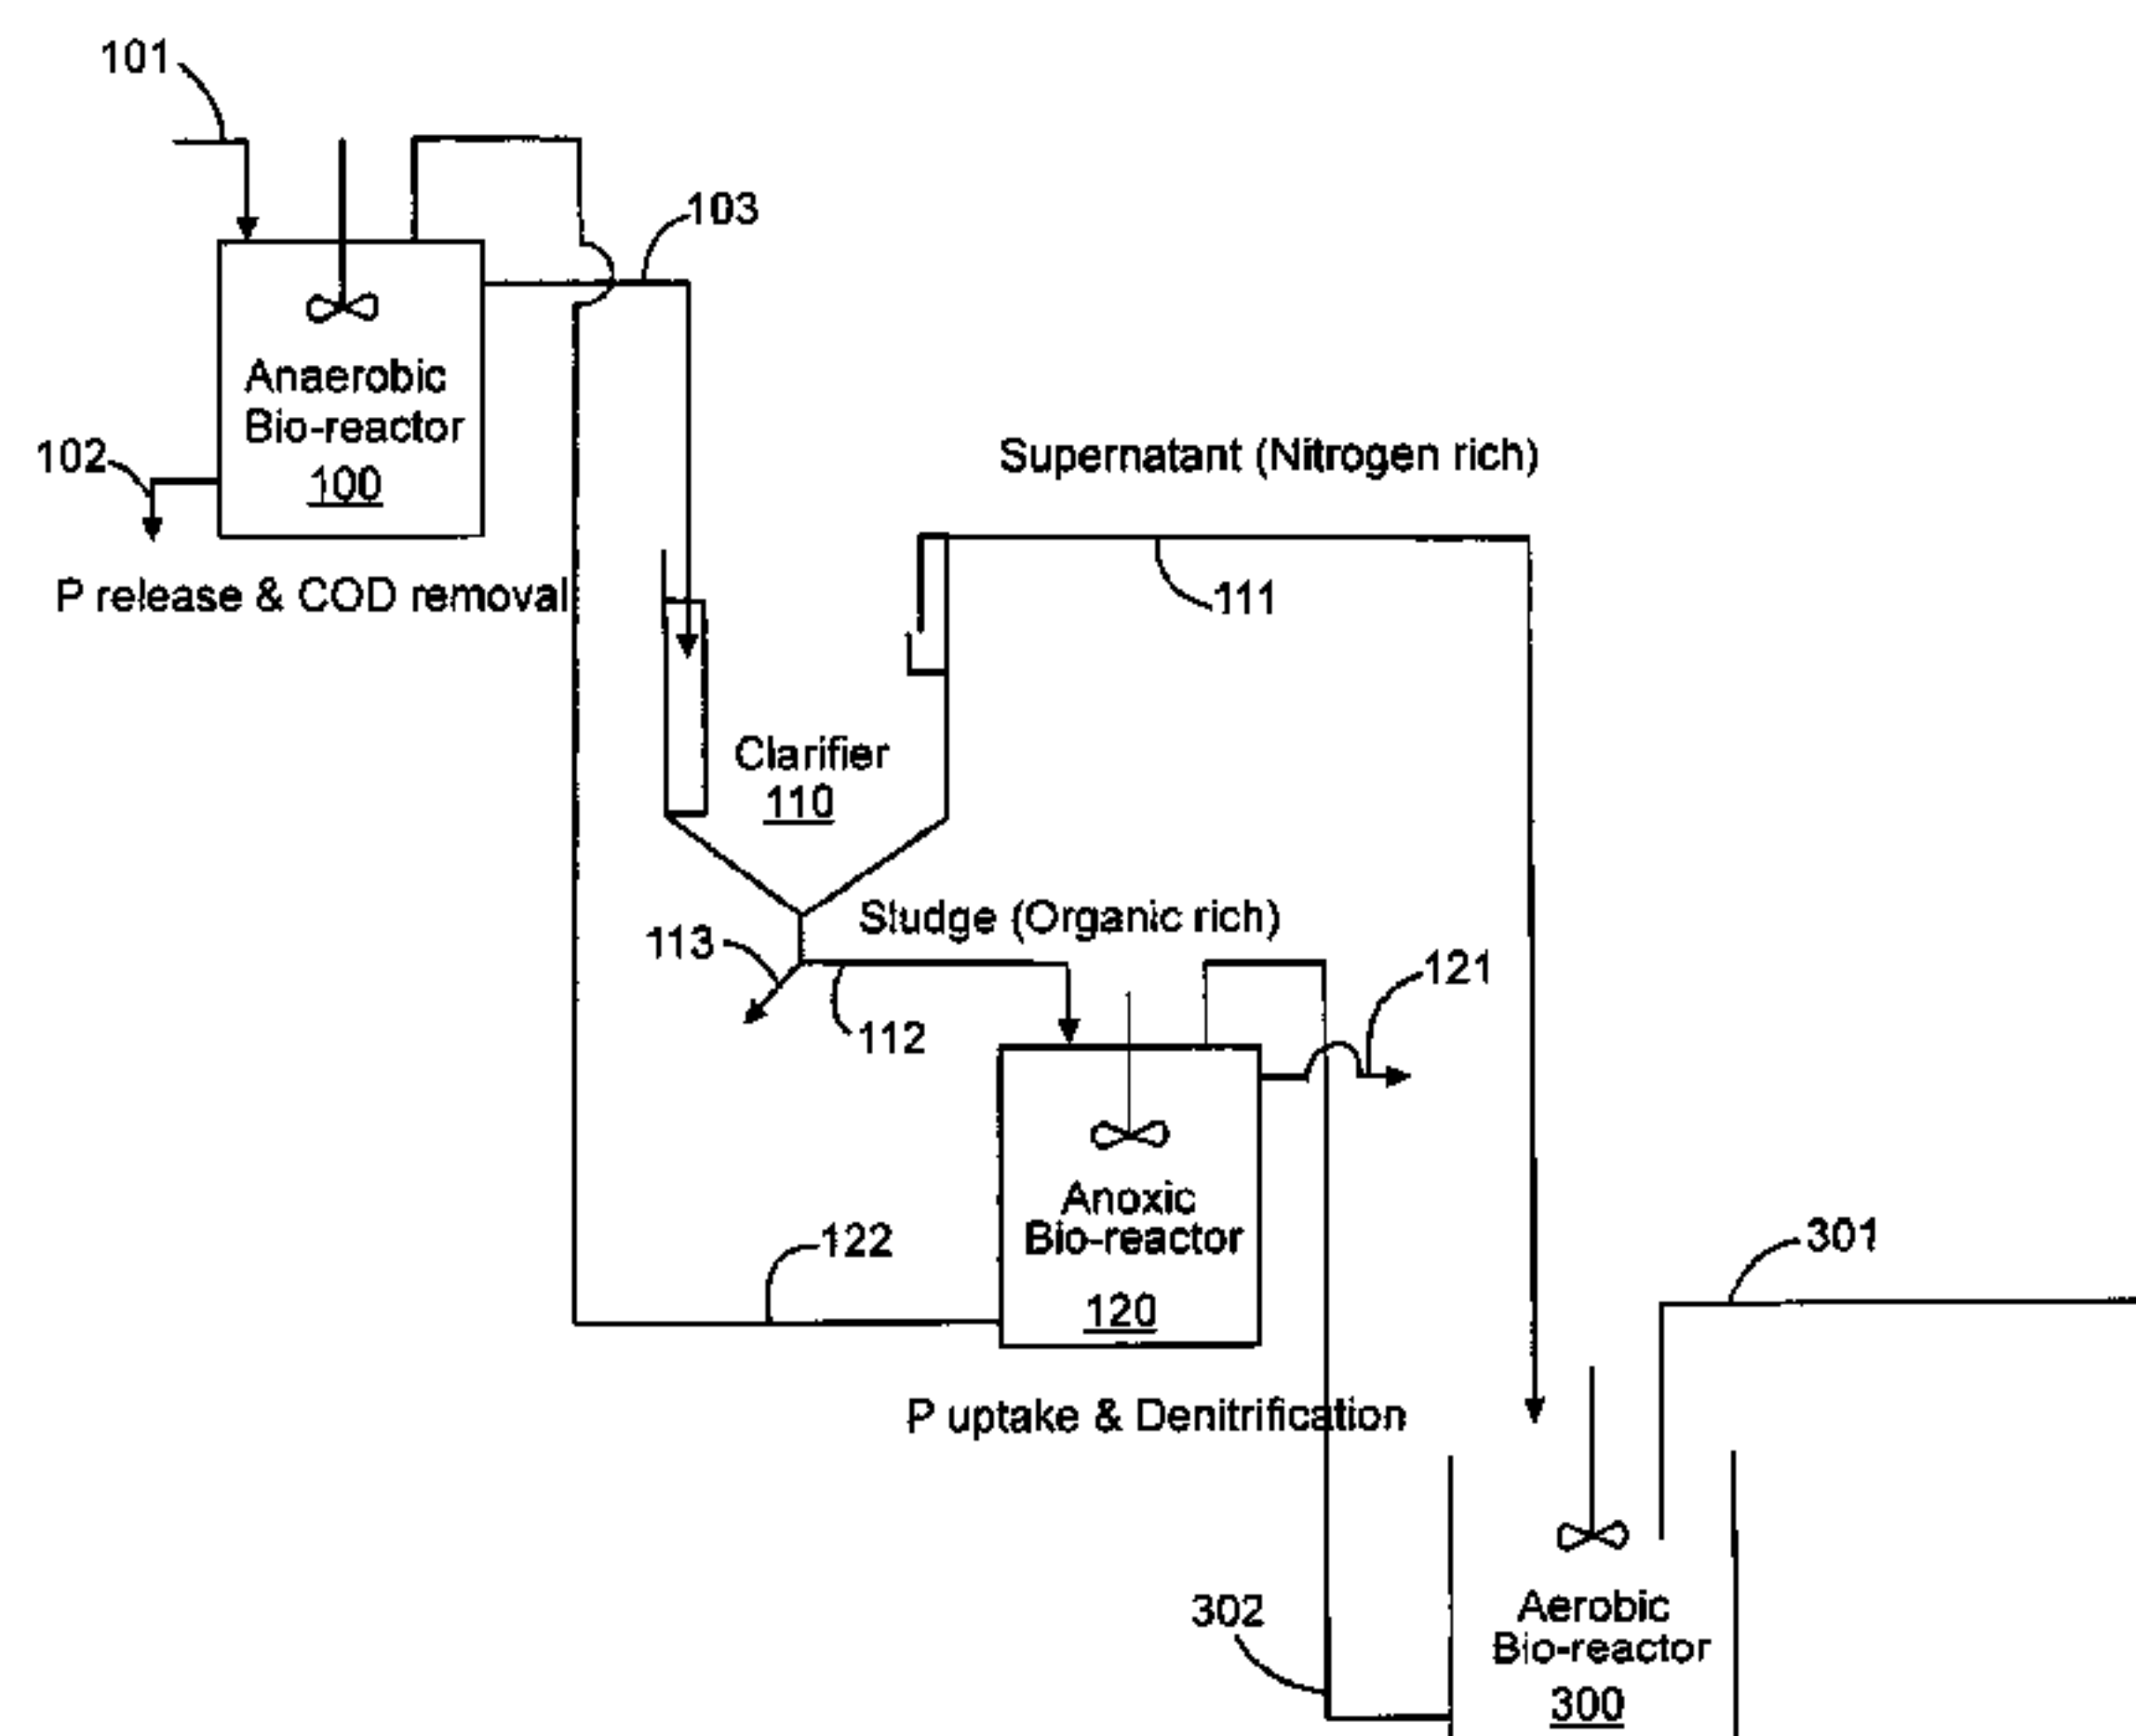 101
103
Anaerobic
Bio-reactor
100
102
P release & COD removal
Supernatant (Nitrogen rich)
111
Clarifier
110
Sludge (Organic rich)
113
112
121
Anoxic
Bio-reactor
120
122
P uptake & Denitrification
301
302
Aerobic
Bio-reactor
300